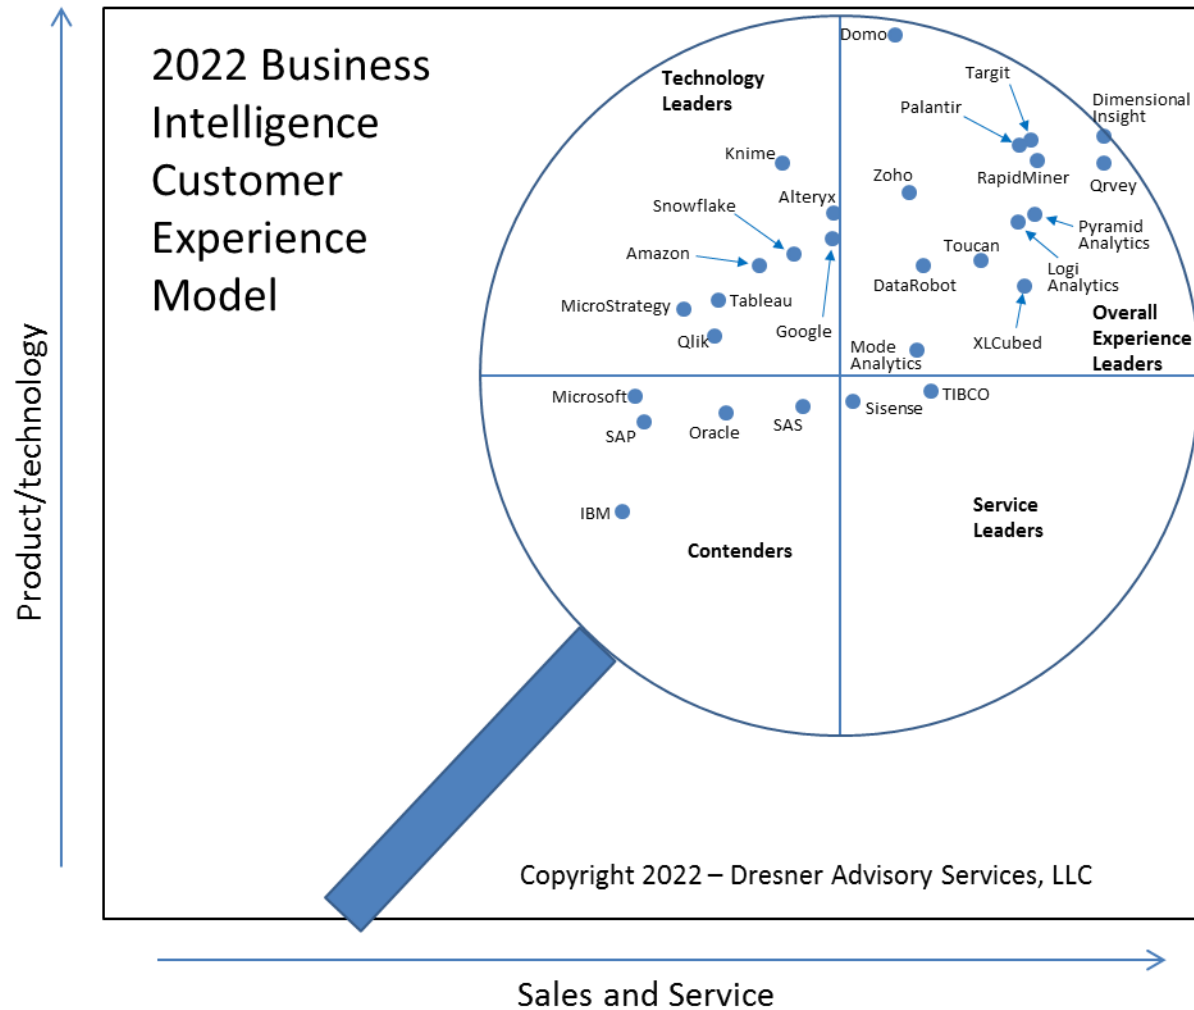 2022 Business
Intelligence
Customer
Experience
Model
Product/technology
Technology
Leaders
Domo
Targit
Palantir
Dimensional
Insight
Knime
RapidMiner
Qrvey
Zoho
Alteryx
Snowflake
Pyramid
Analytics
Amazon
Toucan
Logi
Analytics
DataRobot
MicroStrategy
Tableau
Google
Qlik
XLCubed
Overall
Experience
Leaders
Mode
Analytics
Microsoft
SAP
Oracle
SAS
Sisense
TIBCO
IBM
Service
Leaders
Contenders
Copyright 2022 – Dresner Advisory Services, LLC
Sales and Service